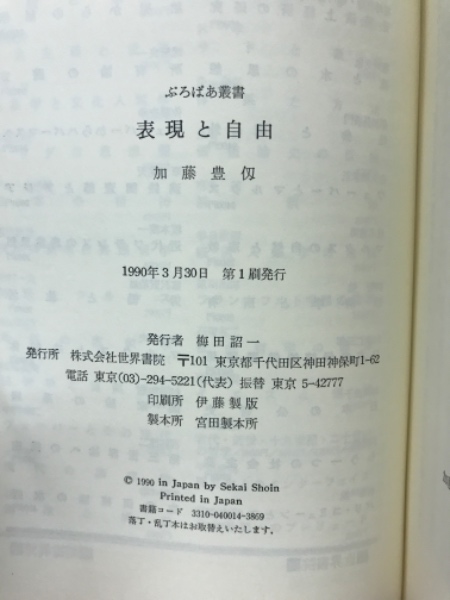 ぷろぱあ叢書
表現と自由
加藤豊仭
1990年3月30日 第1刷発行
発行者 梅田詔一
発行所 株式会社世界書院 〒101 東京都千代田区神田神保町1-62
電話 東京(03)-294-5221(代表) 振替 東京 5-42777
印刷所 伊藤製版
製本所 宮田製本所
© 1990 in Japan by Sekai Shoin
Printed in Japan
書籍コード 3310-040014-3869
落丁・乱丁本はお取替えいたします。